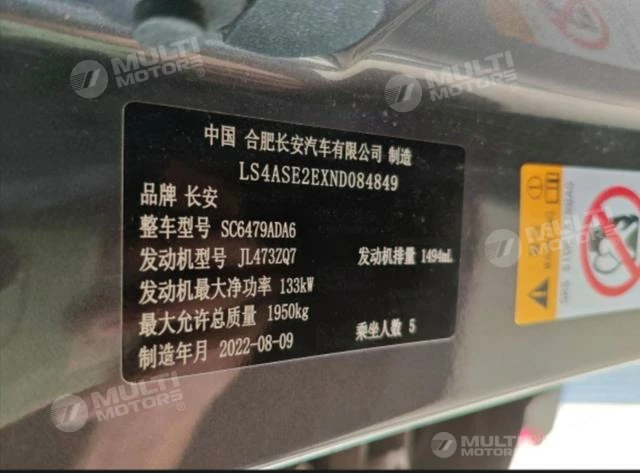 MULTI MOTORS®
MULTI MOTORS®
中国 合肥长安汽车有限公司 制造
LS4ASE2EXND084849
品牌 长安
整车型号 SC6479ADA6
发动机型号 JL473ZQ7 发动机排量 1494mL
发动机最大净功率 133kW
最大允许总质量 1950kg
制造年月 2022-08-09 乘坐人数 5
MULTI MOTORS®
MULTI MOTORS®